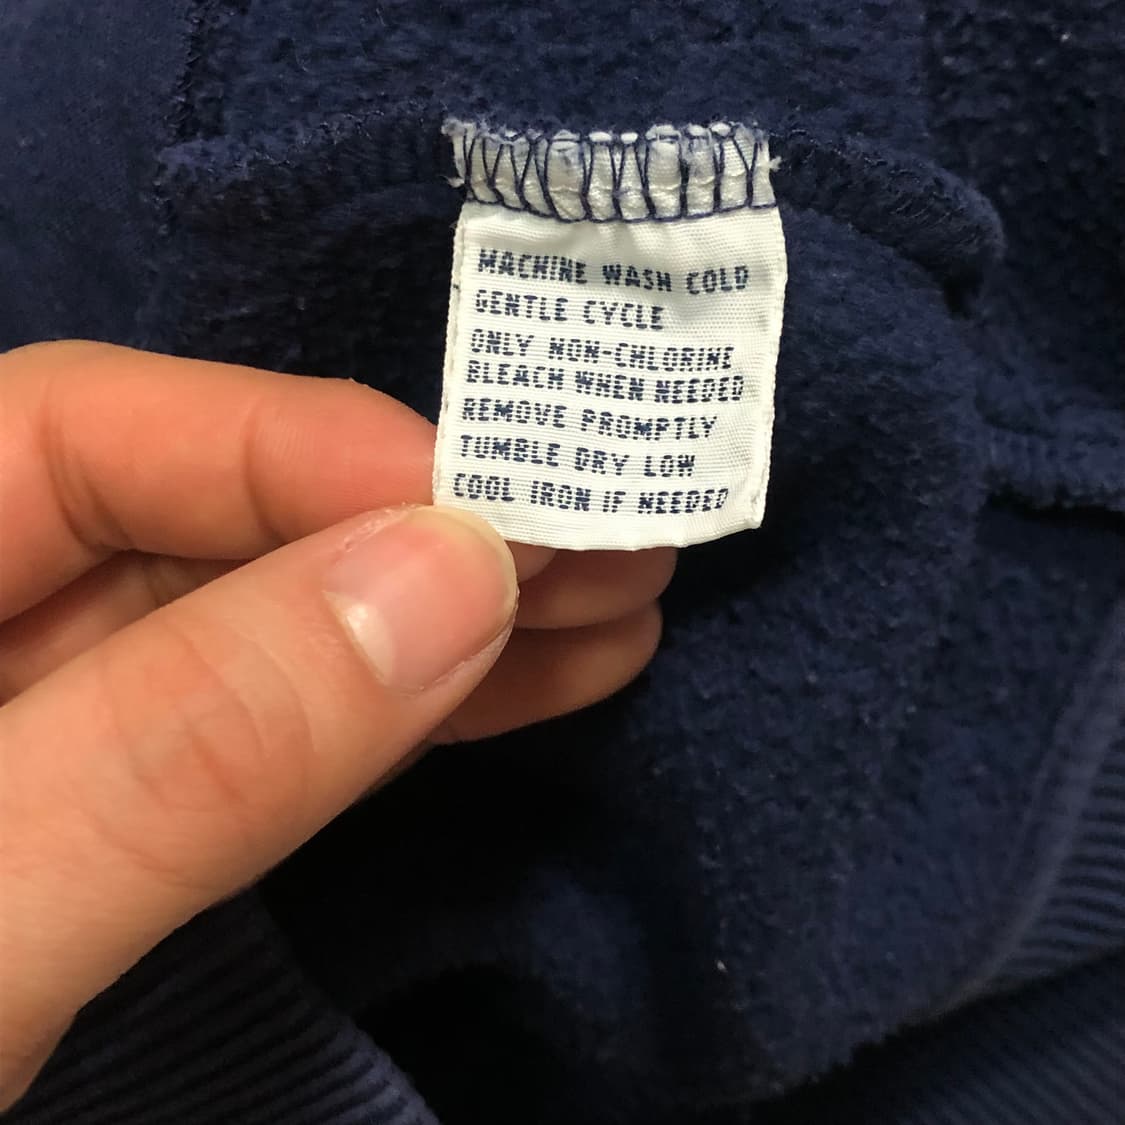 MACHINE WASH COLD
GENTLE CYCLE
ONLY NON-CHLORINE
BLEACH WHEN NEEDED
REMOVE PROMPTLY
TUMBLE DRY LOW
COOL IRON IF NEEDED